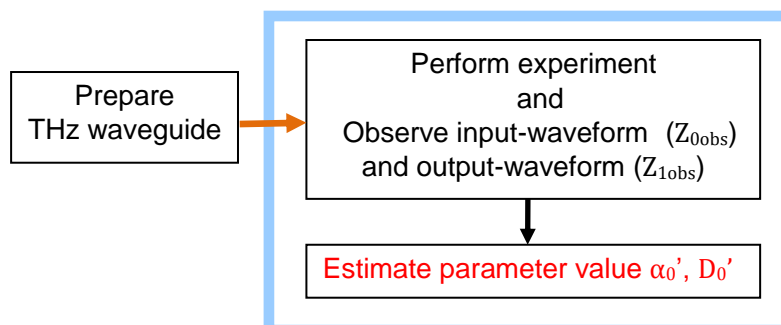 Prepare
THz waveguide
Perform experiment
and
Observe input-waveform (Z₀obs)
and output-waveform (Z₁obs)
Estimate parameter value α₀’, D₀’